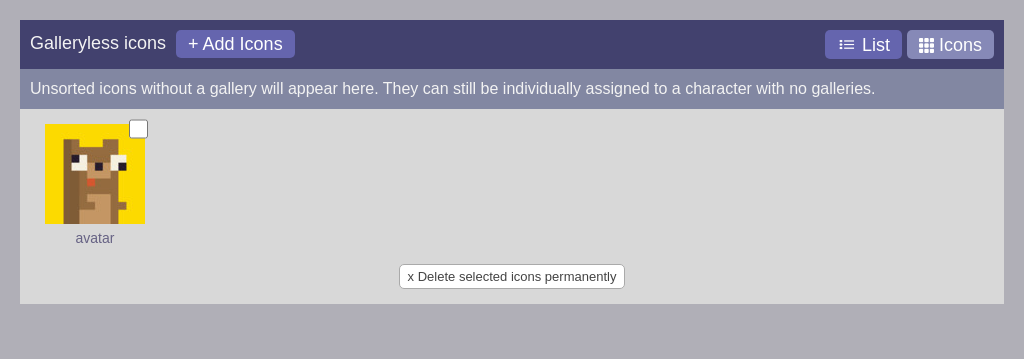 Galleryless icons + Add Icons List Icons
Unsorted icons without a gallery will appear here. They can still be individually assigned to a character with no galleries.
avatar
x Delete selected icons permanently